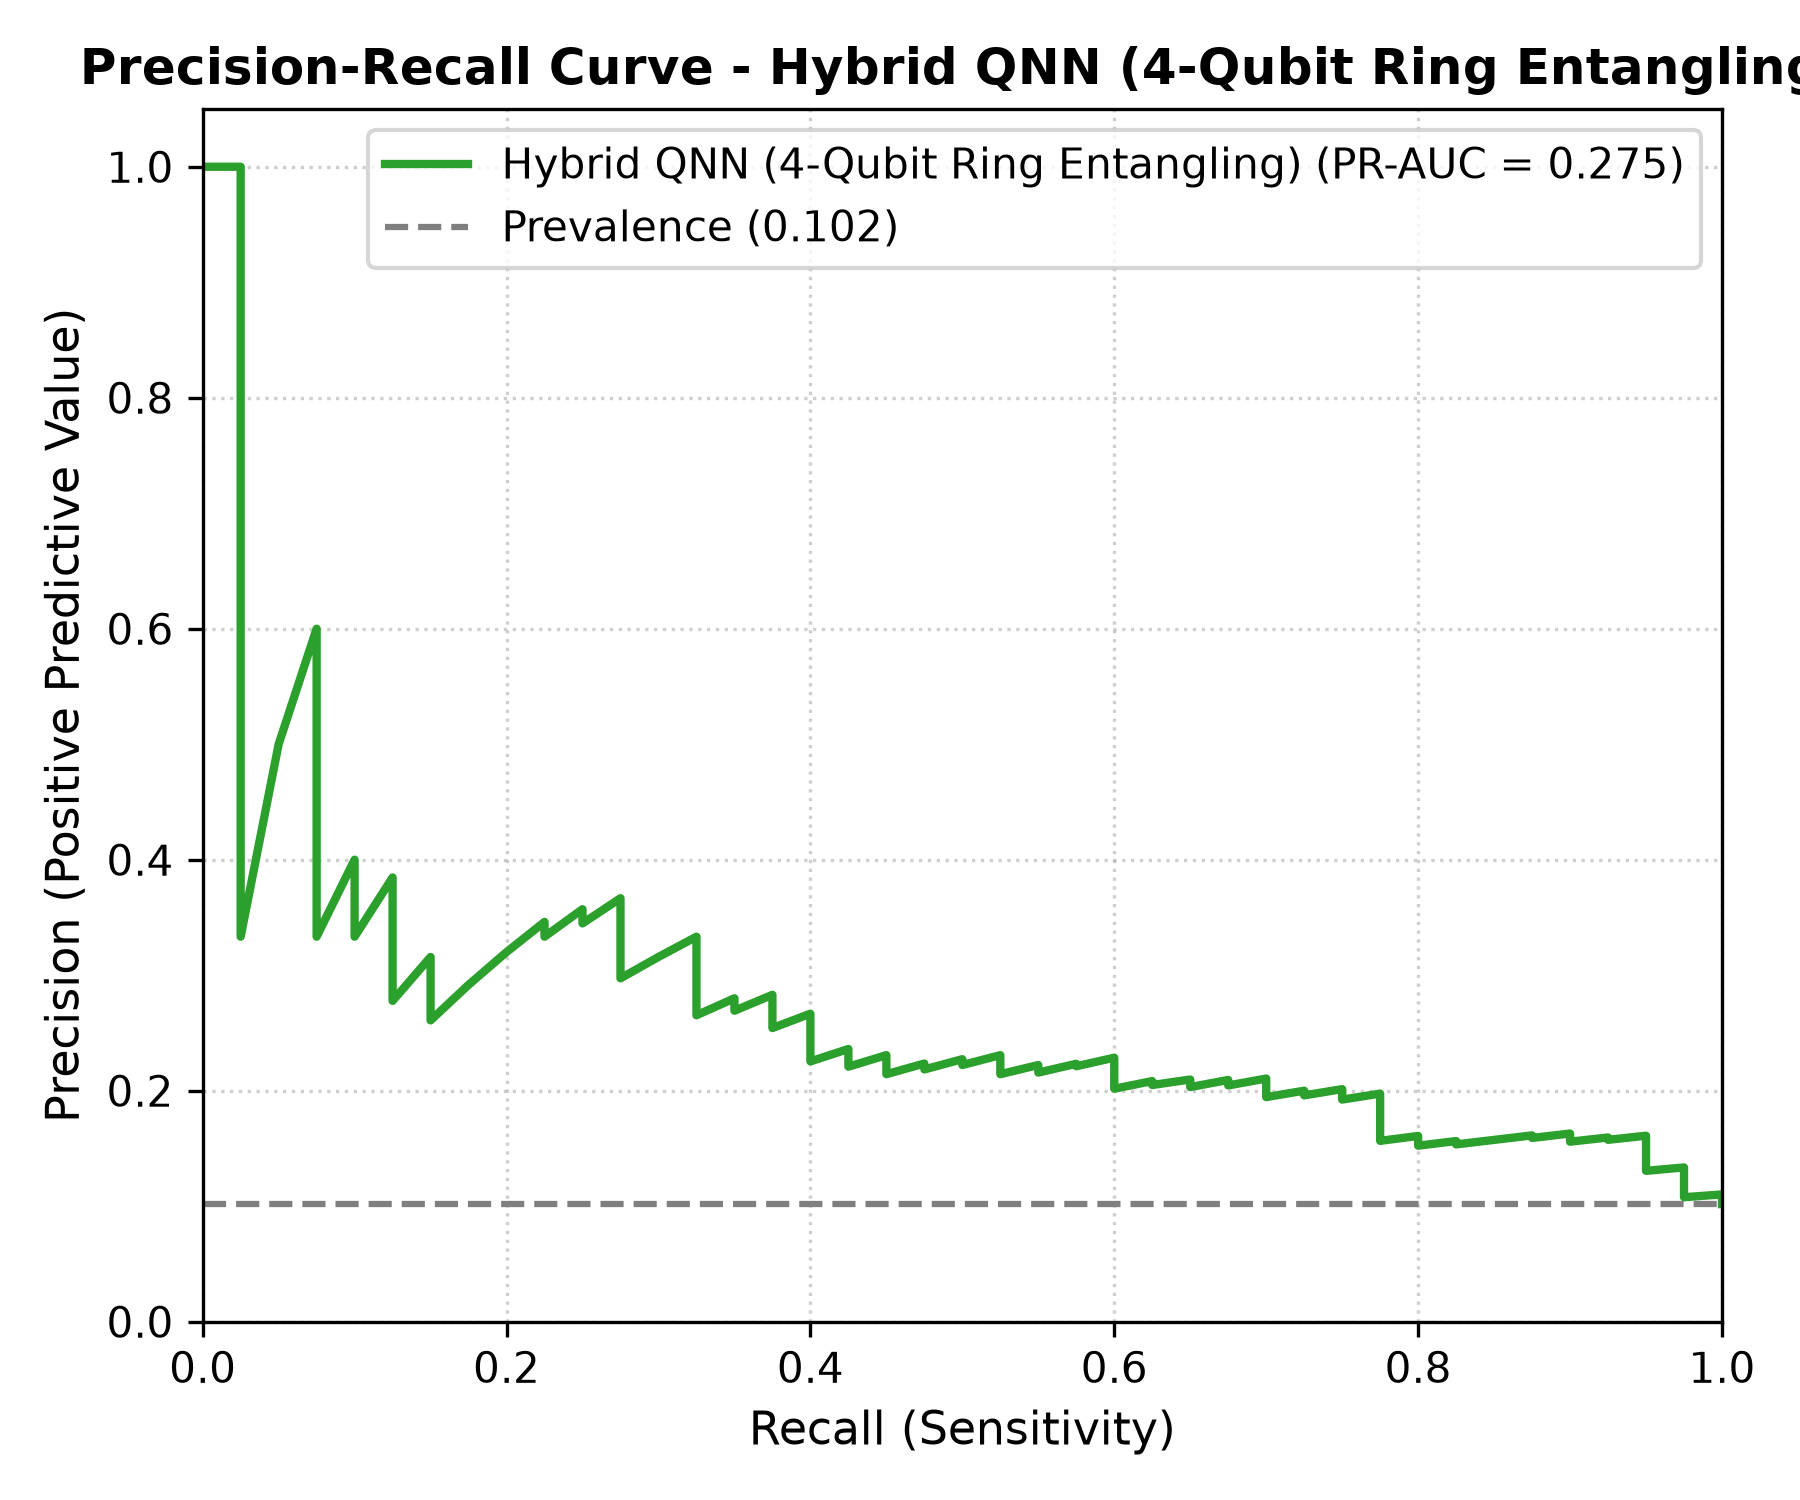 Precision-Recall Curve - Hybrid QNN (4-Qubit Ring Entangling
Hybrid QNN (4-Qubit Ring Entangling) (PR-AUC = 0.275)
Prevalence (0.102)
Precision (Positive Predictive Value)
1.0
0.8
0.6
0.4
0.2
0.0
0.0 0.2 0.4 0.6 0.8 1.0
Recall (Sensitivity)